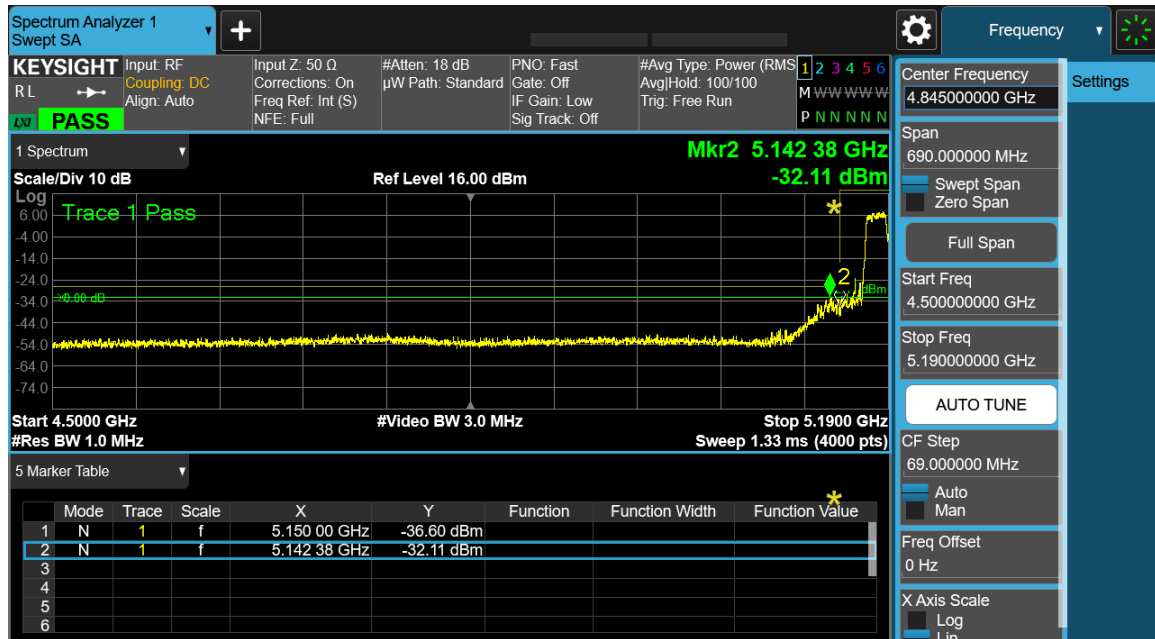 Spectrum Analyzer 1
Swept SA
+
Frequency
KEYSIGHT
R L
LXI
PASS
Input: RF
Coupling: DC
Align: Auto
Input Z: 50 Ω
Corrections: On
Freq Ref: Int (S)
NFE: Full
#Atten: 18 dB
µW Path: Standard
PNO: Fast
Gate: Off
IF Gain: Low
Sig Track: Off
#Avg Type: Power (RMS
Avg|Hold: 100/100
Trig: Free Run
1 2 3 4 5 6
M W W W W W W
P N N N N N N
1 Spectrum
Scale/Div 10 dB
Ref Level 16.00 dBm
Mkr2 5.142 38 GHz
-32.11 dBm
Log
Trace 1 Pass
6.00
-4.00
-14.0
-24.0
-34.0
-44.0
-54.0
-64.0
-74.0
0.00 dB
2
dBm
Start 4.5000 GHz
#Video BW 3.0 MHz
Stop 5.1900 GHz
#Res BW 1.0 MHz
Sweep 1.33 ms (4000 pts)
5 Marker Table
Mode Trace Scale X Y Function Function Width Function Value
1 N 1 f 5.150 00 GHz -36.60 dBm
2 N 1 f 5.142 38 GHz -32.11 dBm
3
4
5
6
Center Frequency
4.845000000 GHz
Span
690.000000 MHz
Swept Span
Zero Span
Full Span
Start Freq
4.500000000 GHz
Stop Freq
5.190000000 GHz
AUTO TUNE
CF Step
69.000000 MHz
Auto
Man
Freq Offset
0 Hz
X Axis Scale
Log
Lin
Settings